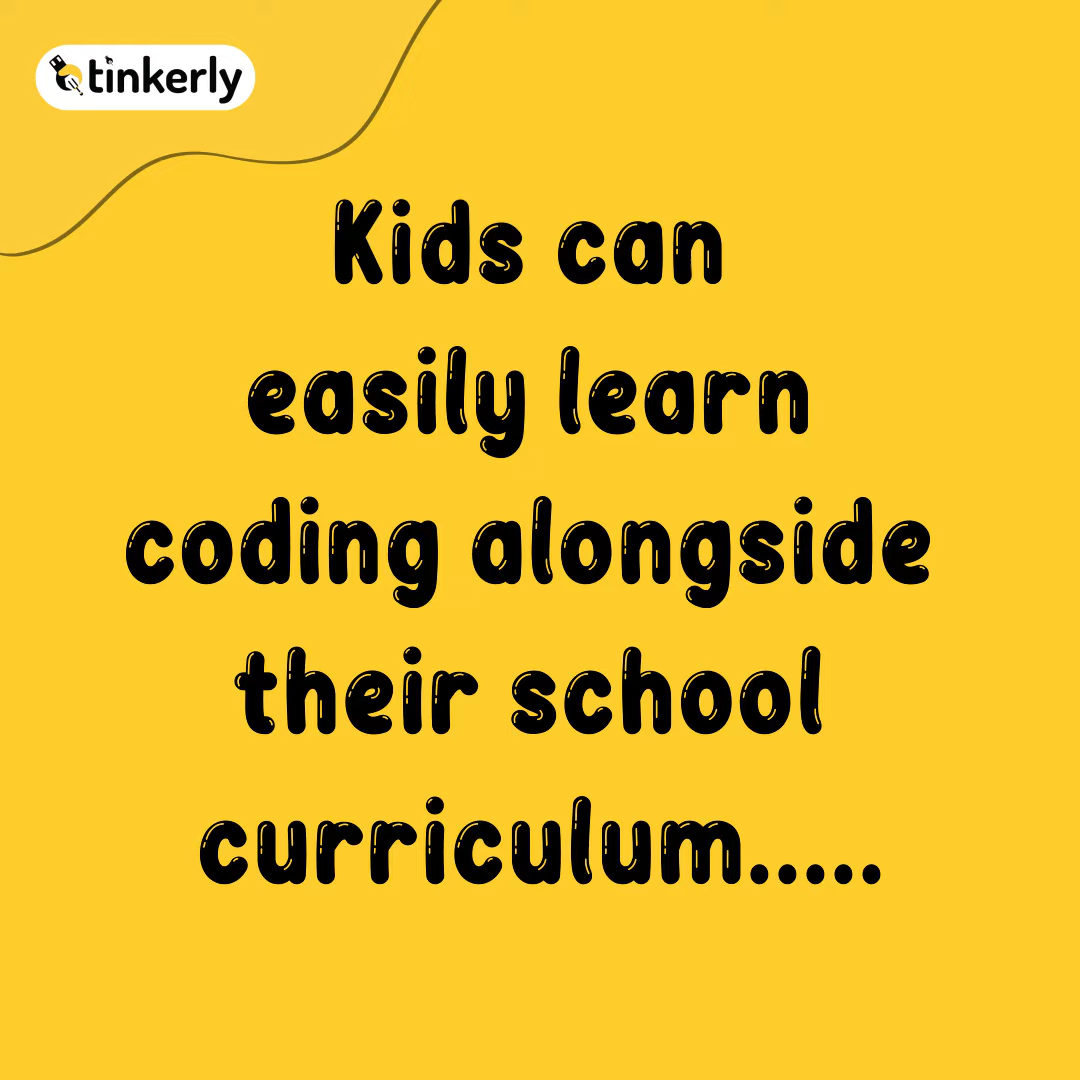 tinkerly
Kids can
easily learn
coding alongside
their school
curriculum.....